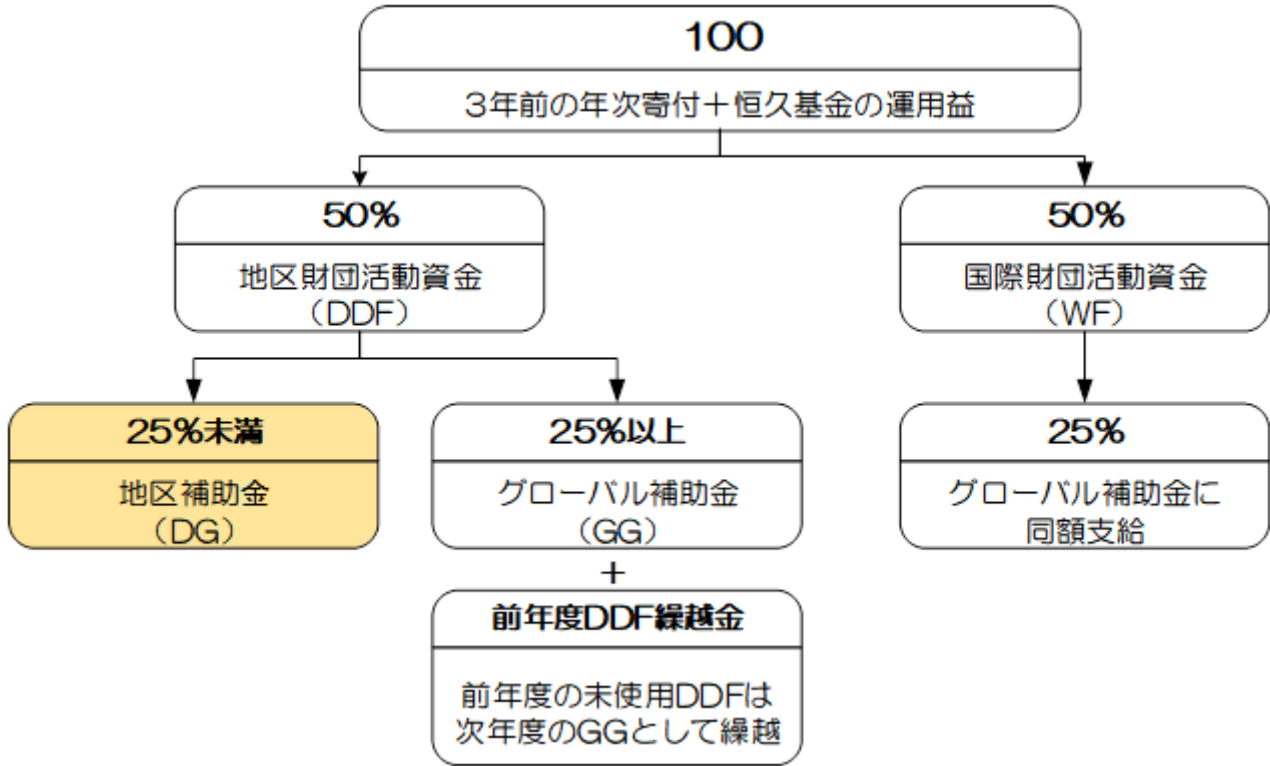 100
3年前の年次寄付＋恒久基金の運用益
50%
地区財団活動資金
（DDF）
50%
国際財団活動資金
（WF）
25%未満
地区補助金
（DG）
25%以上
グローバル補助金
（GG）
25%
グローバル補助金に
同額支給
+
前年度DDF繰越金
前年度の未使用DDFは
次年度のGGとして繰越